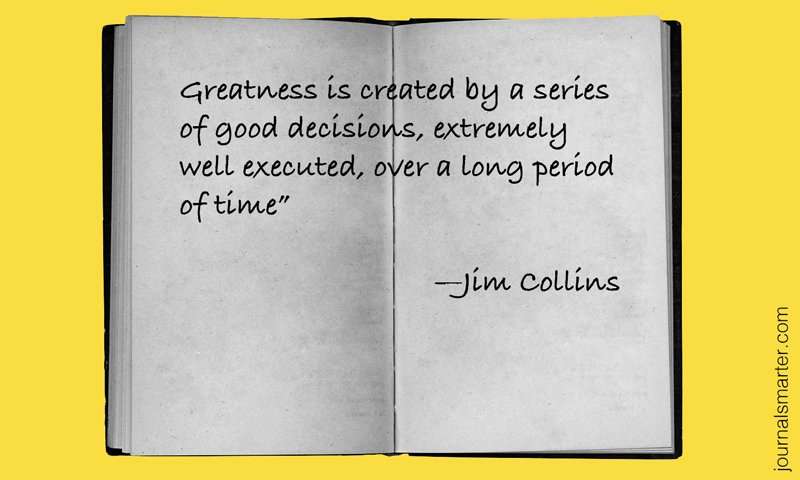 Greatness is created by a series
of good decisions, extremely
well executed, over a long period
of time”
—Jim Collins
journalsmarter.com